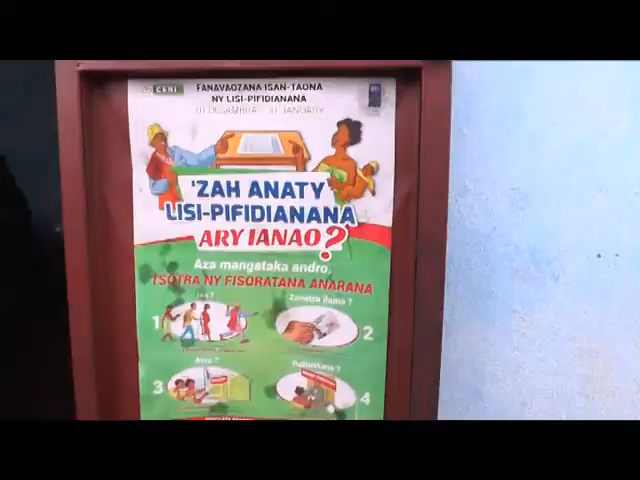 CENI
FANAVAOZANA ISAN-TAONA
NY LISI-PIFIDIANANA
01 DESAMBRA - 31 JANOARY
'ZAH ANATY
LISI-PIFIDIANANA
ARY IANAO?
Aza mangataka andro,
TSOTRA NY FISORATANA ANARANA
Iza ?
Zavatra ilaina ?
1
2
Aiza ?
Rahoviana ?
3
4